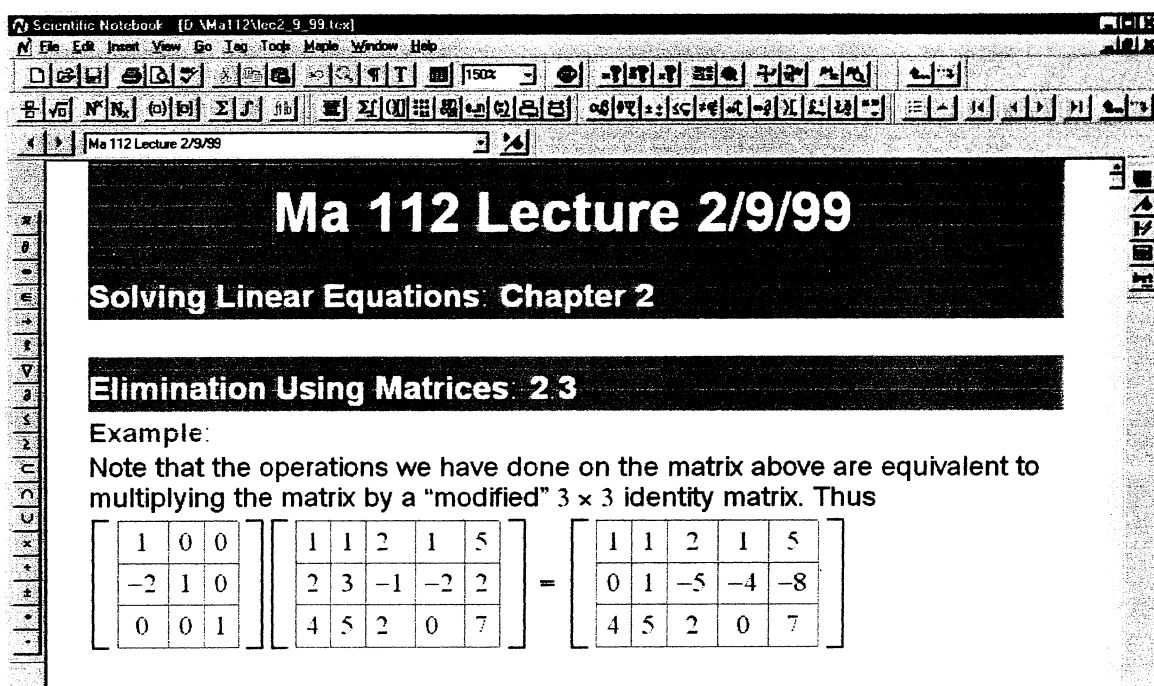 Scientific Notebook - [D:\Ma112\lec2_9_99.tex]
File Edit Insert View Go Tag Tools Maple Window Help
150%
Ma 112 Lecture 2/9/99
Ma 112 Lecture 2/9/99
Solving Linear Equations: Chapter 2
Elimination Using Matrices: 2.3
Example:
Note that the operations we have done on the matrix above are equivalent to
multiplying the matrix by a “modified” 3 × 3 identity matrix. Thus
1 0 0 1 1 2 1 5 1 1 2 1 5
−2 1 0 2 3 −1 −2 2 = 0 1 −5 −4 −8
0 0 1 4 5 2 0 7 4 5 2 0 7